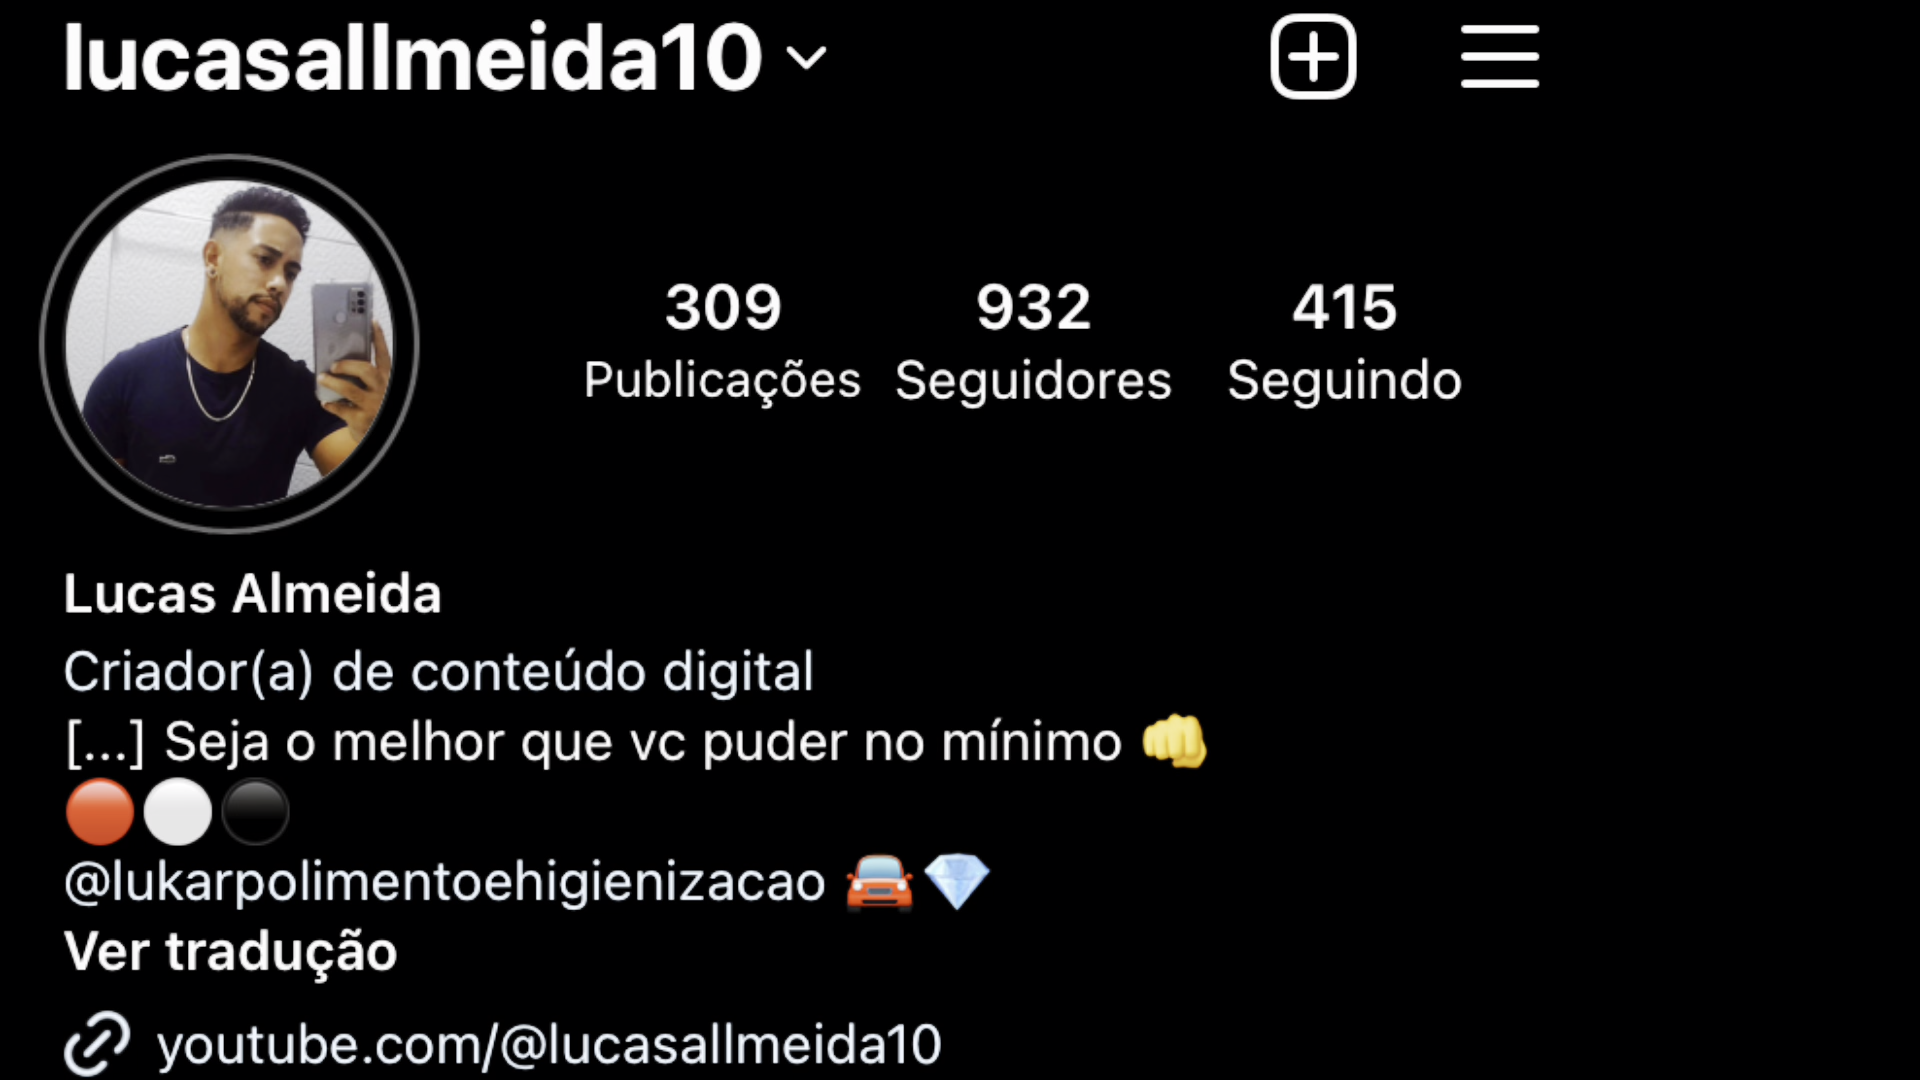 lucasallmeida10
309 932 415
Publicações Seguidores Seguindo
Lucas Almeida
Criador(a) de conteúdo digital
[...] Seja o melhor que vc puder no mínimo 👊
🔴⚪⚫
@lukarpolimentoehigienizacao 🚘💎
Ver tradução
youtube.com/@lucasallmeida10